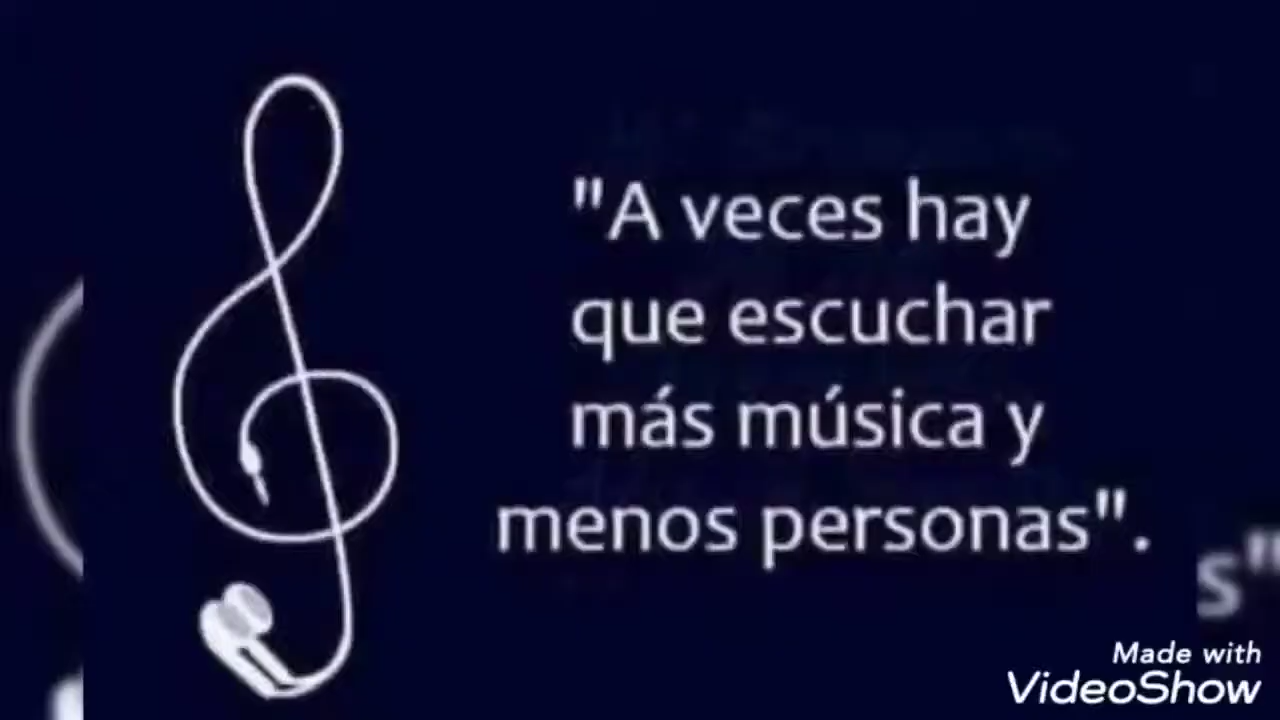 "A veces hay
que escuchar
más música y
menos personas".
s"
Made with
VideoShow